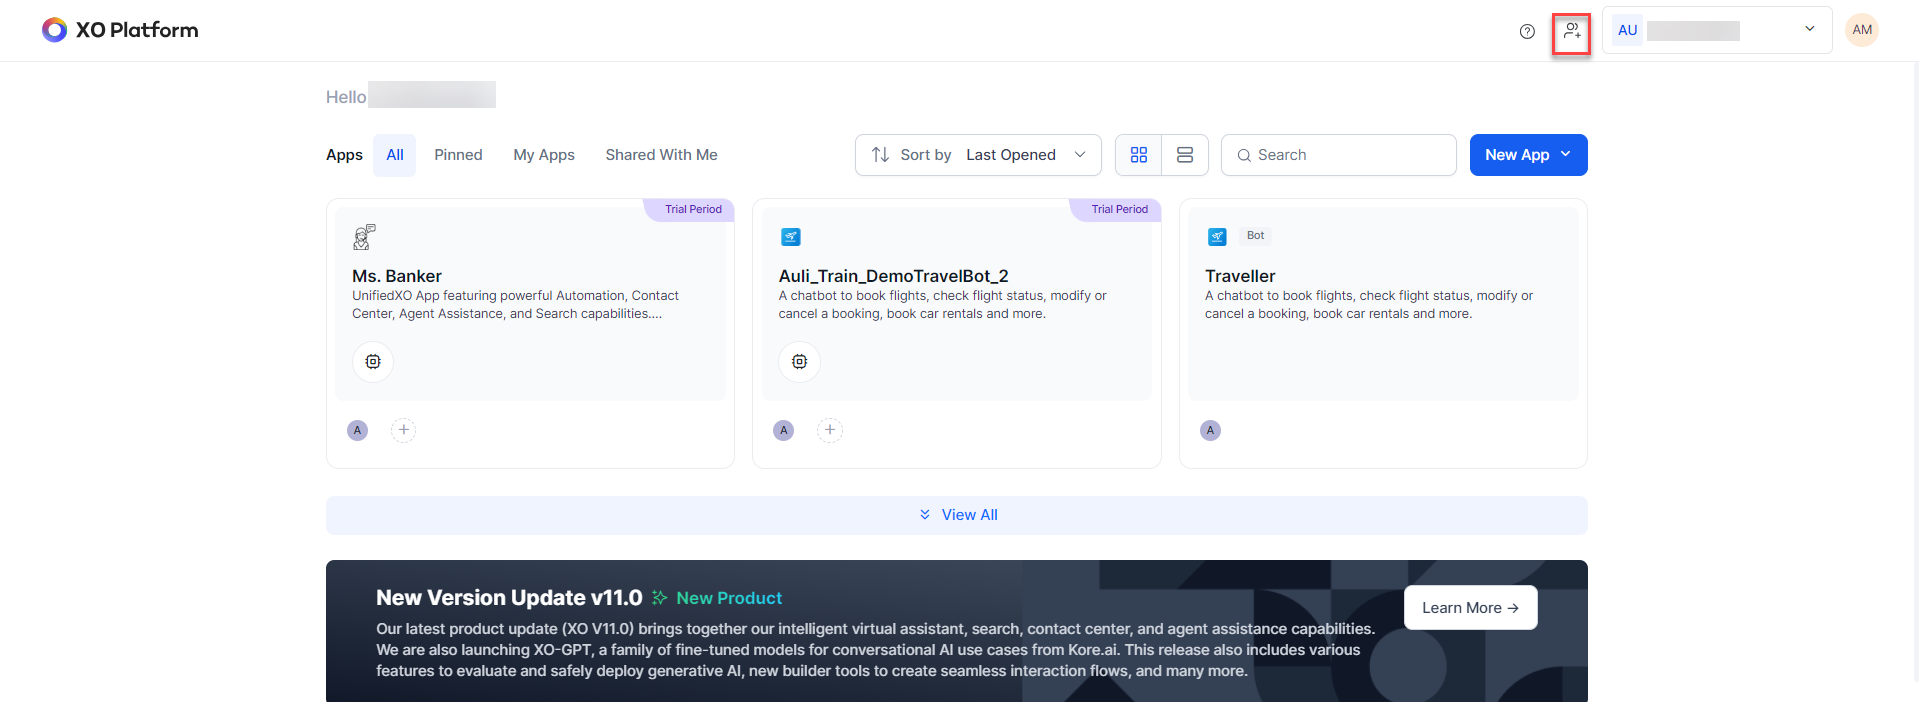 XO Platform
AU
AM
Hello
Apps All Pinned My Apps Shared With Me
Sort by Last Opened
Search
New App
Trial Period
Ms. Banker
UnifiedXO App featuring powerful Automation, Contact
Center, Agent Assistance, and Search capabilities....
A
Trial Period
Auli_Train_DemoTravelBot_2
A chatbot to book flights, check flight status, modify or
cancel a booking, book car rentals and more.
A
Bot
Traveller
A chatbot to book flights, check flight status, modify or
cancel a booking, book car rentals and more.
A
View All
New Version Update v11.0 New Product
Our latest product update (XO V11.0) brings together our intelligent virtual assistant, search, contact center, and agent assistance capabilities.
We are also launching XO-GPT, a family of fine-tuned models for conversational AI use cases from Kore.ai. This release also includes various
features to evaluate and safely deploy generative AI, new builder tools to create seamless interaction flows, and many more.
Learn More →